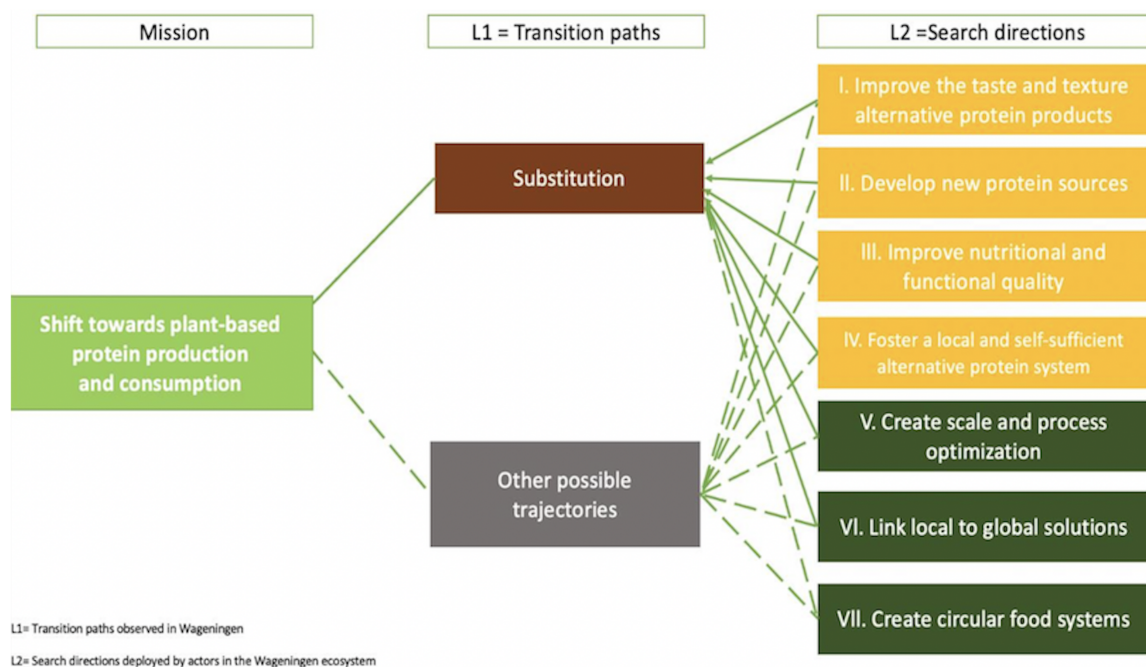 Mission
L1 = Transition paths
L2 =Search directions
I. Improve the taste and texture
alternative protein products
Substitution
II. Develop new protein sources
III. Improve nutritional and
functional quality
Shift towards plant-based
protein production
and consumption
IV. Foster a local and self-sufficient
alternative protein system
V. Create scale and process
optimization
Other possible
trajectories
VI. Link local to global solutions
VII. Create circular food systems
L1= Transition paths observed in Wageningen
L2= Search directions deployed by actors in the Wageningen ecosystem